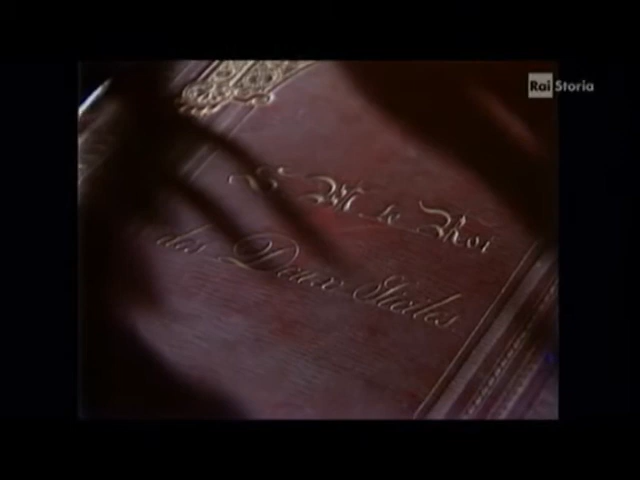 Rai Storia
S. M. le Roi
des Deux Siciles.